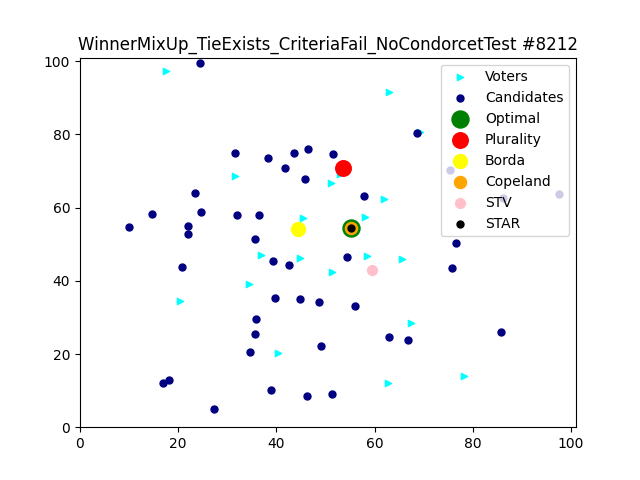 WinnerMixUp_TieExists_CriteriaFail_NoCondorcetTest #8212
100
80
60
40
20
0
0 20 40 60 80 100
Voters
Candidates
Optimal
Plurality
Borda
Copeland
STV
STAR